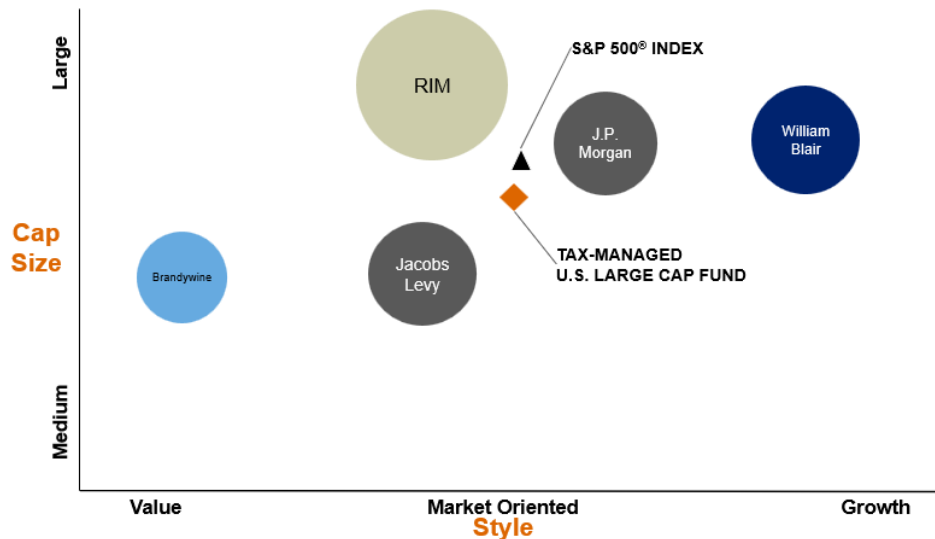 Large
S&P 500® INDEX
RIM
J.P.
Morgan
William
Blair
Cap
Size
TAX-MANAGED
U.S. LARGE CAP FUND
Jacobs
Levy
Brandywine
Medium
Value
Market Oriented
Growth
Style